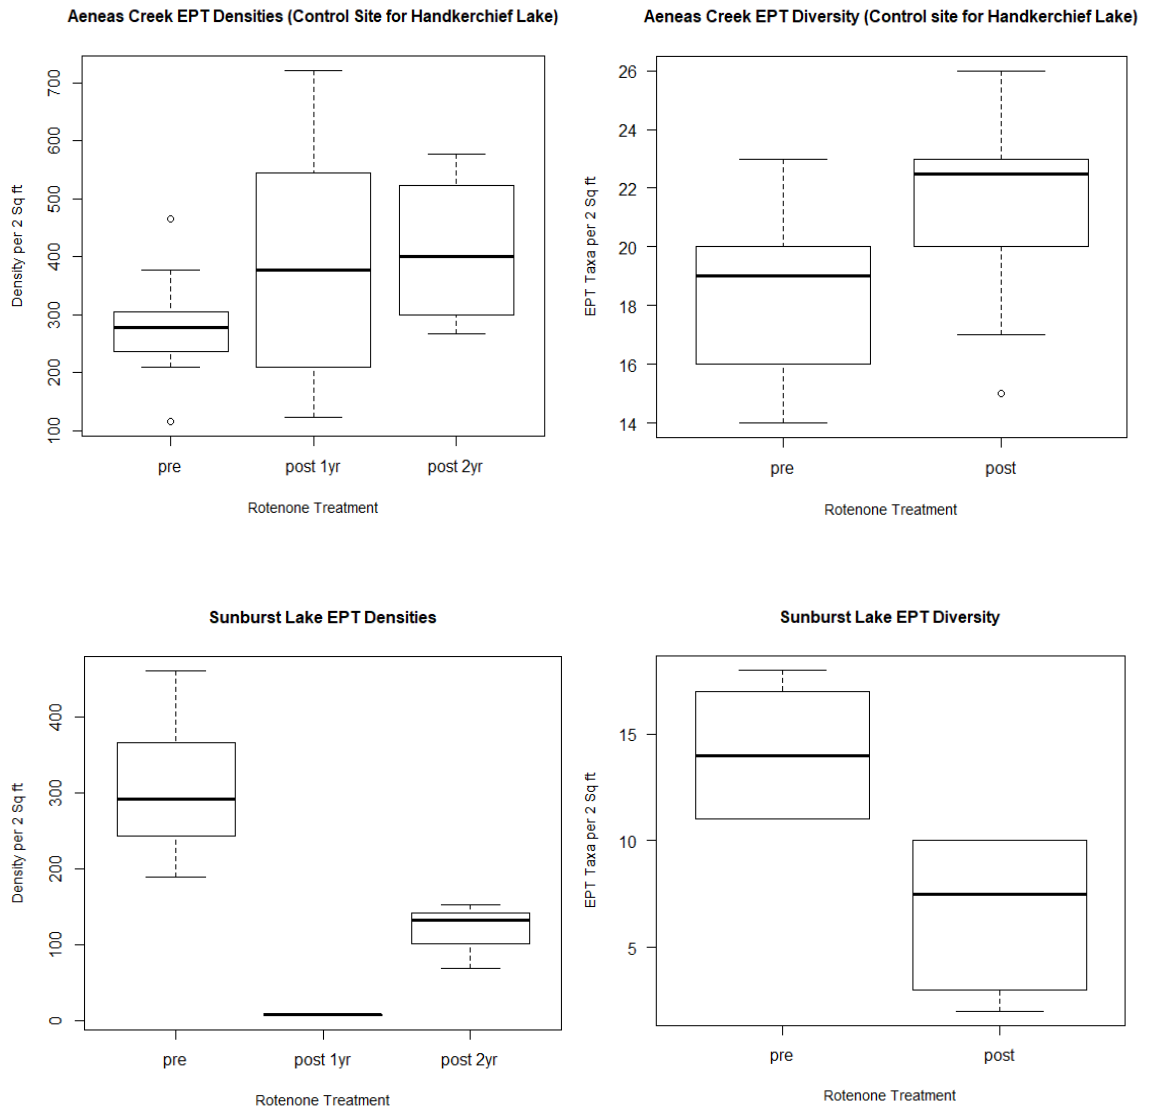 Aeneas Creek EPT Densities (Control Site for Handkerchief Lake)
Density per 2 Sq ft
700
600
500
400
300
200
100
pre
post 1yr
post 2yr
Rotenone Treatment
Aeneas Creek EPT Diversity (Control site for Handkerchief Lake)
EPT Taxa per 2 Sq ft
26
24
22
20
18
16
14
pre
post
Rotenone Treatment
Sunburst Lake EPT Densities
Density per 2 Sq ft
400
300
200
100
0
pre
post 1yr
post 2yr
Rotenone Treatment
Sunburst Lake EPT Diversity
EPT Taxa per 2 Sq ft
15
10
5
pre
post
Rotenone Treatment